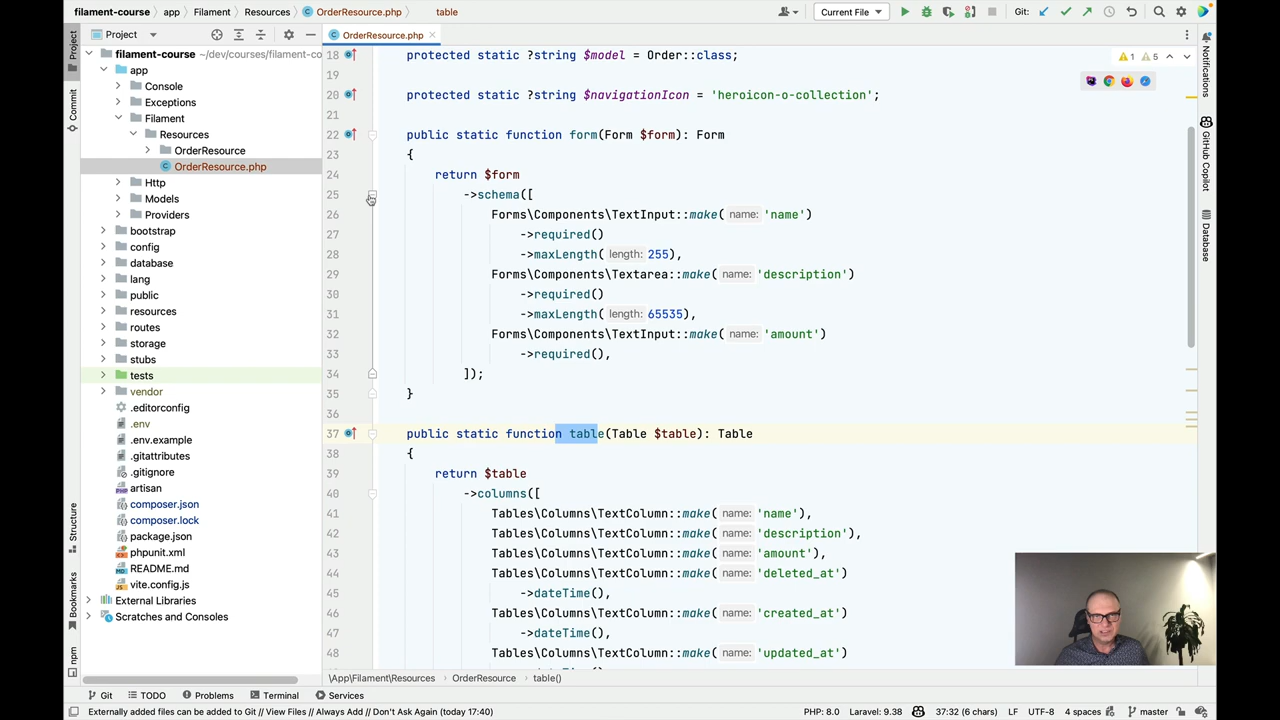 filament-course
app
Filament
Resources
OrderResource.php
table
Current File
Git:
Project
OrderResource.php
Project
Commit
Structure
Bookmarks
npm
filament-course ~/dev/courses/filament-co
app
Console
Exceptions
Filament
Resources
OrderResource
OrderResource.php
Http
Models
Providers
bootstrap
config
database
lang
public
resources
routes
storage
stubs
tests
vendor
.editorconfig
.env
.env.example
.gitattributes
.gitignore
artisan
composer.json
composer.lock
package.json
phpunit.xml
README.md
vite.config.js
External Libraries
Scratches and Consoles
1 5
18 protected static ?string $model = Order::class;
19
20 protected static ?string $navigationIcon = 'heroicon-o-collection';
21
22 public static function form(Form $form): Form
23 {
24 return $form
25 ->schema([
26 Forms\Components\TextInput::make( name: 'name')
27 ->required()
28 ->maxLength( length: 255),
29 Forms\Components\Textarea::make( name: 'description')
30 ->required()
31 ->maxLength( length: 65535),
32 Forms\Components\TextInput::make( name: 'amount')
33 ->required(),
34 ]);
35 }
36
37 public static function table(Table $table): Table
38 {
39 return $table
40 ->columns([
41 Tables\Columns\TextColumn::make( name: 'name'),
42 Tables\Columns\TextColumn::make( name: 'description'),
43 Tables\Columns\TextColumn::make( name: 'amount'),
44 Tables\Columns\TextColumn::make( name: 'deleted_at')
45 ->dateTime(),
46 Tables\Columns\TextColumn::make( name: 'created_at')
47 ->dateTime(),
48 Tables\Columns\TextColumn::make( name: 'updated_at')
Notifications
GitHub Copilot
Database
\App\Filament\Resources
OrderResource
table()
Git
TODO
Problems
Terminal
Services
Externally added files can be added to Git // View Files // Always Add // Don't Ask Again (today 17:40)
PHP: 8.0
Laravel: 9.38
37:32 (6 chars)
LF
UTF-8
4 spaces
master